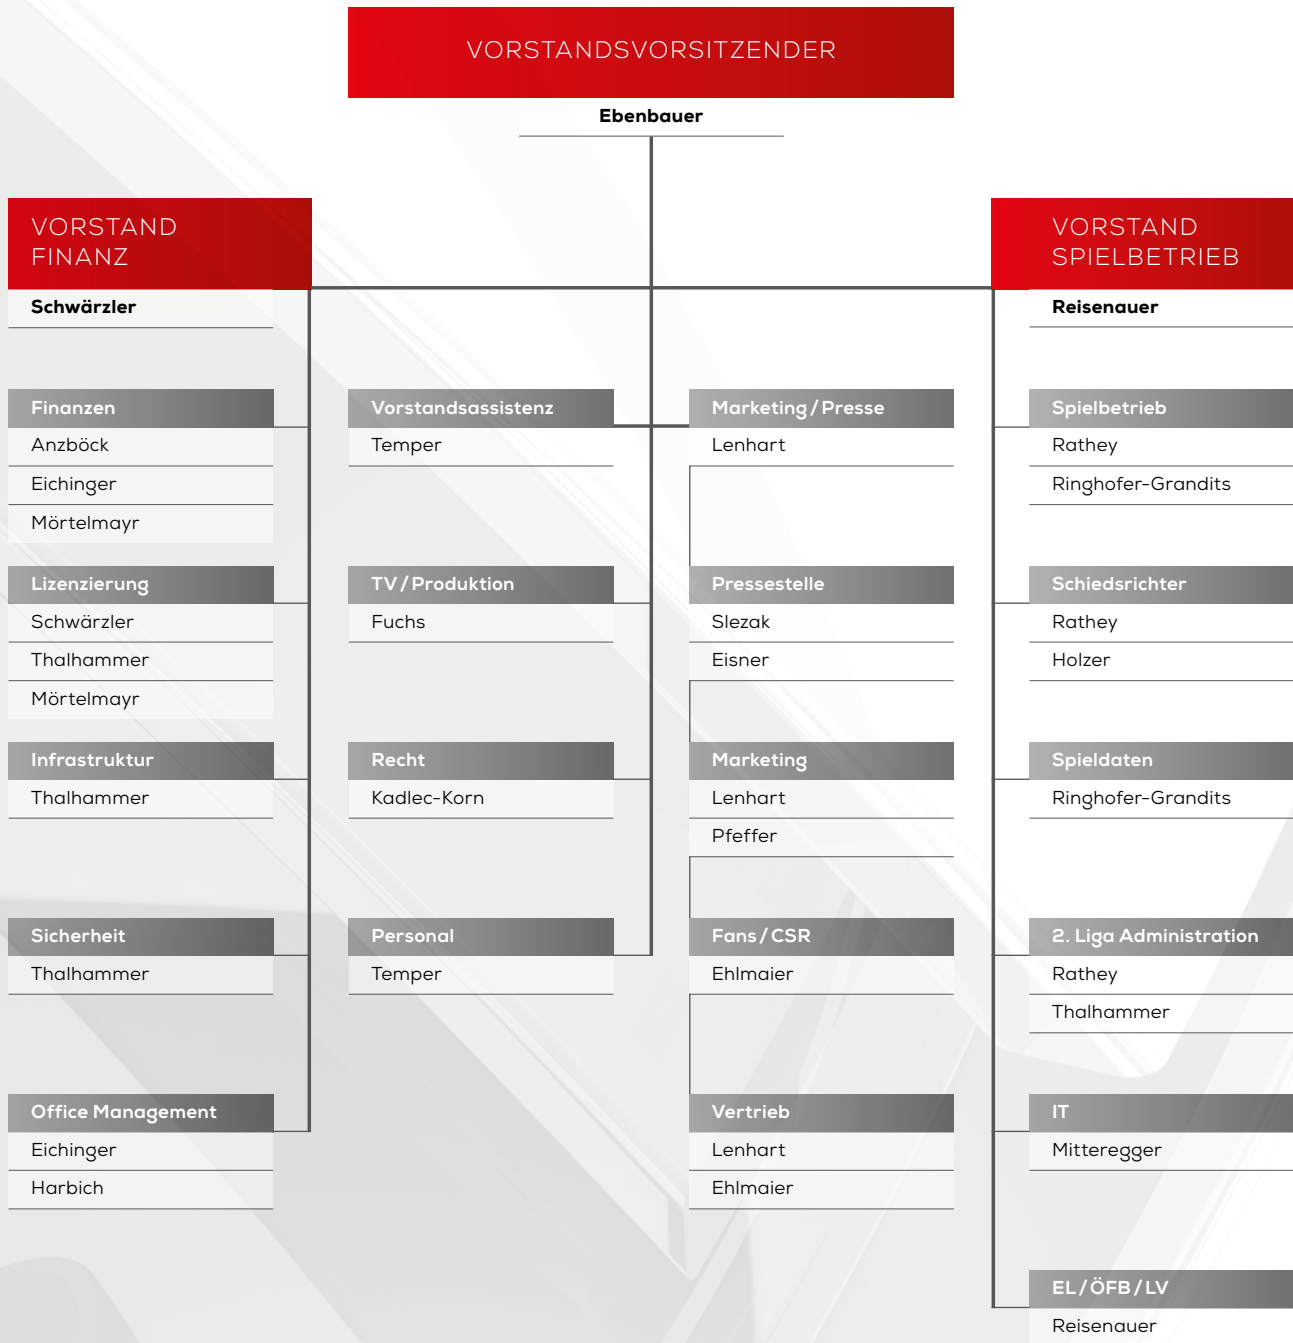 VORSTANDSVORSITZENDER
Ebenbauer
VORSTAND
FINANZ
Schwärzler
Finanzen
Anzböck
Eichinger
Mörtelmayr
Lizenzierung
Schwärzler
Thalhammer
Mörtelmayr
Infrastruktur
Thalhammer
Sicherheit
Thalhammer
Office Management
Eichinger
Harbich
Vorstandsassistenz
Temper
TV / Produktion
Fuchs
Recht
Kadlec-Korn
Personal
Temper
Marketing / Presse
Lenhart
Pressestelle
Slezak
Eisner
Marketing
Lenhart
Pfeffer
Fans / CSR
Ehlmaier
Vertrieb
Lenhart
Ehlmaier
VORSTAND
SPIELBETRIEB
Reisenauer
Spielbetrieb
Rathey
Ringhofer-Grandits
Schiedsrichter
Rathey
Holzer
Spieldaten
Ringhofer-Grandits
2. Liga Administration
Rathey
Thalhammer
IT
Mitteregger
EL / ÖFB / LV
Reisenauer